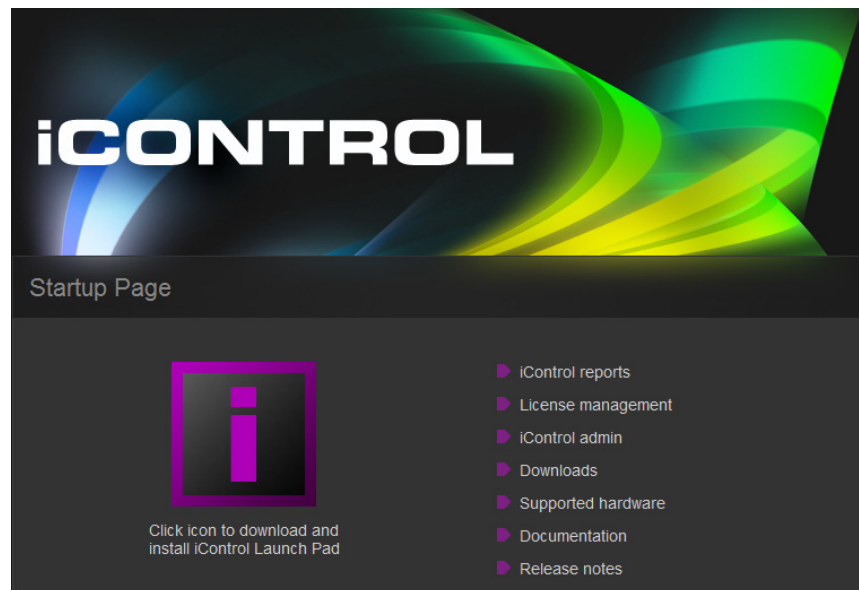 iCONTROL
Startup Page
i
Click icon to download and
install iControl Launch Pad
iControl reports
License management
iControl admin
Downloads
Supported hardware
Documentation
Release notes